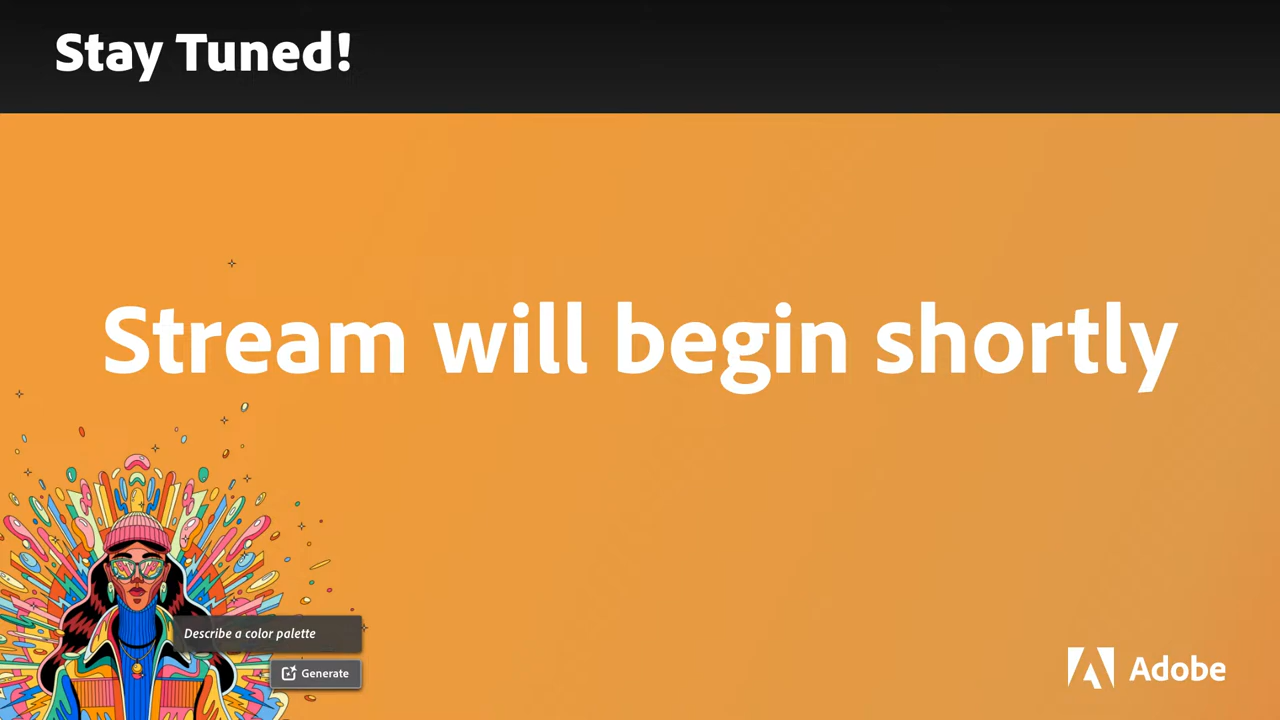 Stay Tuned!
Stream will begin shortly
Describe a color palette
Generate
Adobe